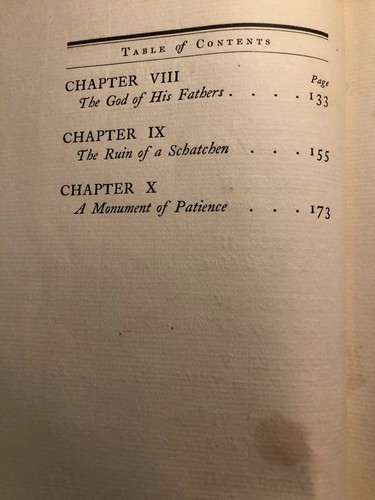 Table of Contents
CHAPTER VIII Page
The God of His Fathers . . . . 133
CHAPTER IX
The Ruin of a Schatchen . . . 155
CHAPTER X
A Monument of Patience . . . 173